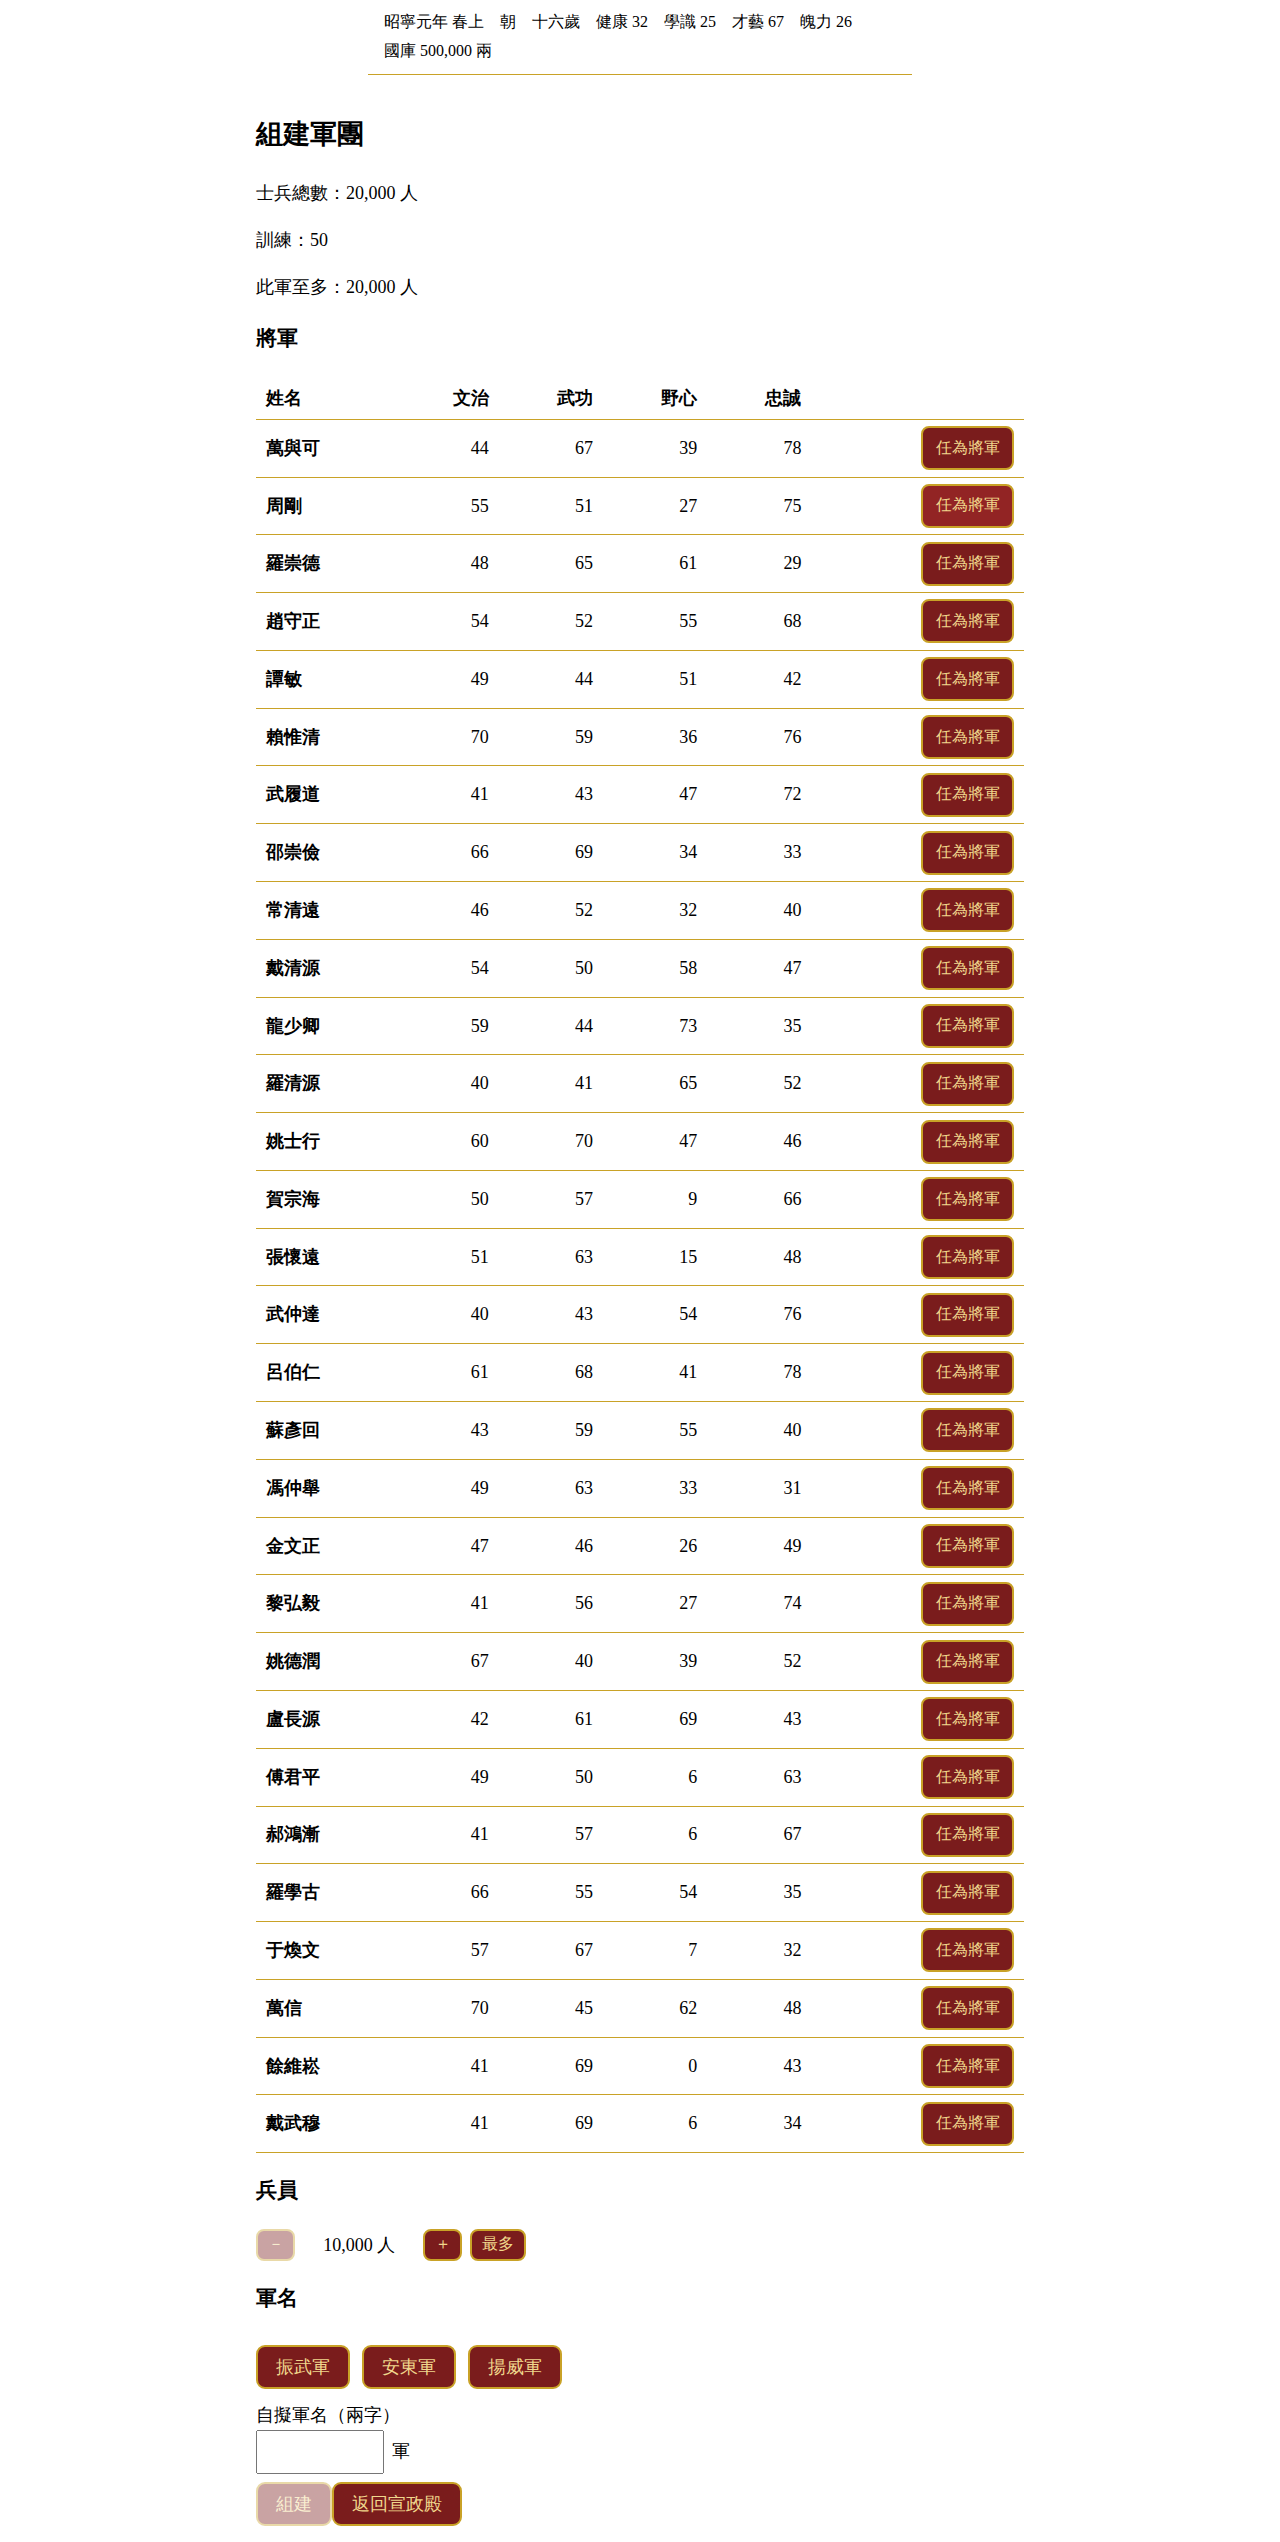 昭寧元年 春上　朝　十六歲　健康 32　學識 25　才藝 67　魄力 26
國庫 500,000 兩
組建軍團
士兵總數：20,000 人
訓練：50
此軍至多：20,000 人
將軍
姓名 文治 武功 野心 忠誠
萬與可 44 67 39 78 任為將軍
周剛 55 51 27 75 任為將軍
羅崇德 48 65 61 29 任為將軍
趙守正 54 52 55 68 任為將軍
譚敏 49 44 51 42 任為將軍
賴惟清 70 59 36 76 任為將軍
武履道 41 43 47 72 任為將軍
邵崇儉 66 69 34 33 任為將軍
常清遠 46 52 32 40 任為將軍
戴清源 54 50 58 47 任為將軍
龍少卿 59 44 73 35 任為將軍
羅清源 40 41 65 52 任為將軍
姚士行 60 70 47 46 任為將軍
賀宗海 50 57 9 66 任為將軍
張懷遠 51 63 15 48 任為將軍
武仲達 40 43 54 76 任為將軍
呂伯仁 61 68 41 78 任為將軍
蘇彥回 43 59 55 40 任為將軍
馮仲舉 49 63 33 31 任為將軍
金文正 47 46 26 49 任為將軍
黎弘毅 41 56 27 74 任為將軍
姚德潤 67 40 39 52 任為將軍
盧長源 42 61 69 43 任為將軍
傅君平 49 50 6 63 任為將軍
郝鴻漸 41 57 6 67 任為將軍
羅學古 66 55 54 35 任為將軍
于煥文 57 67 7 32 任為將軍
萬信 70 45 62 48 任為將軍
餘維崧 41 69 0 43 任為將軍
戴武穆 41 69 6 34 任為將軍
兵員
－ 10,000 人 ＋ 最多
軍名
振武軍 安東軍 揚威軍
自擬軍名（兩字）
軍
組建 返回宣政殿